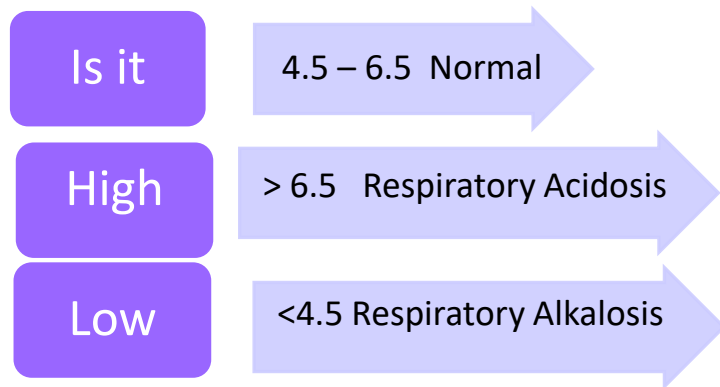 Is it
4.5 – 6.5 Normal
High
> 6.5 Respiratory Acidosis
Low
<4.5 Respiratory Alkalosis